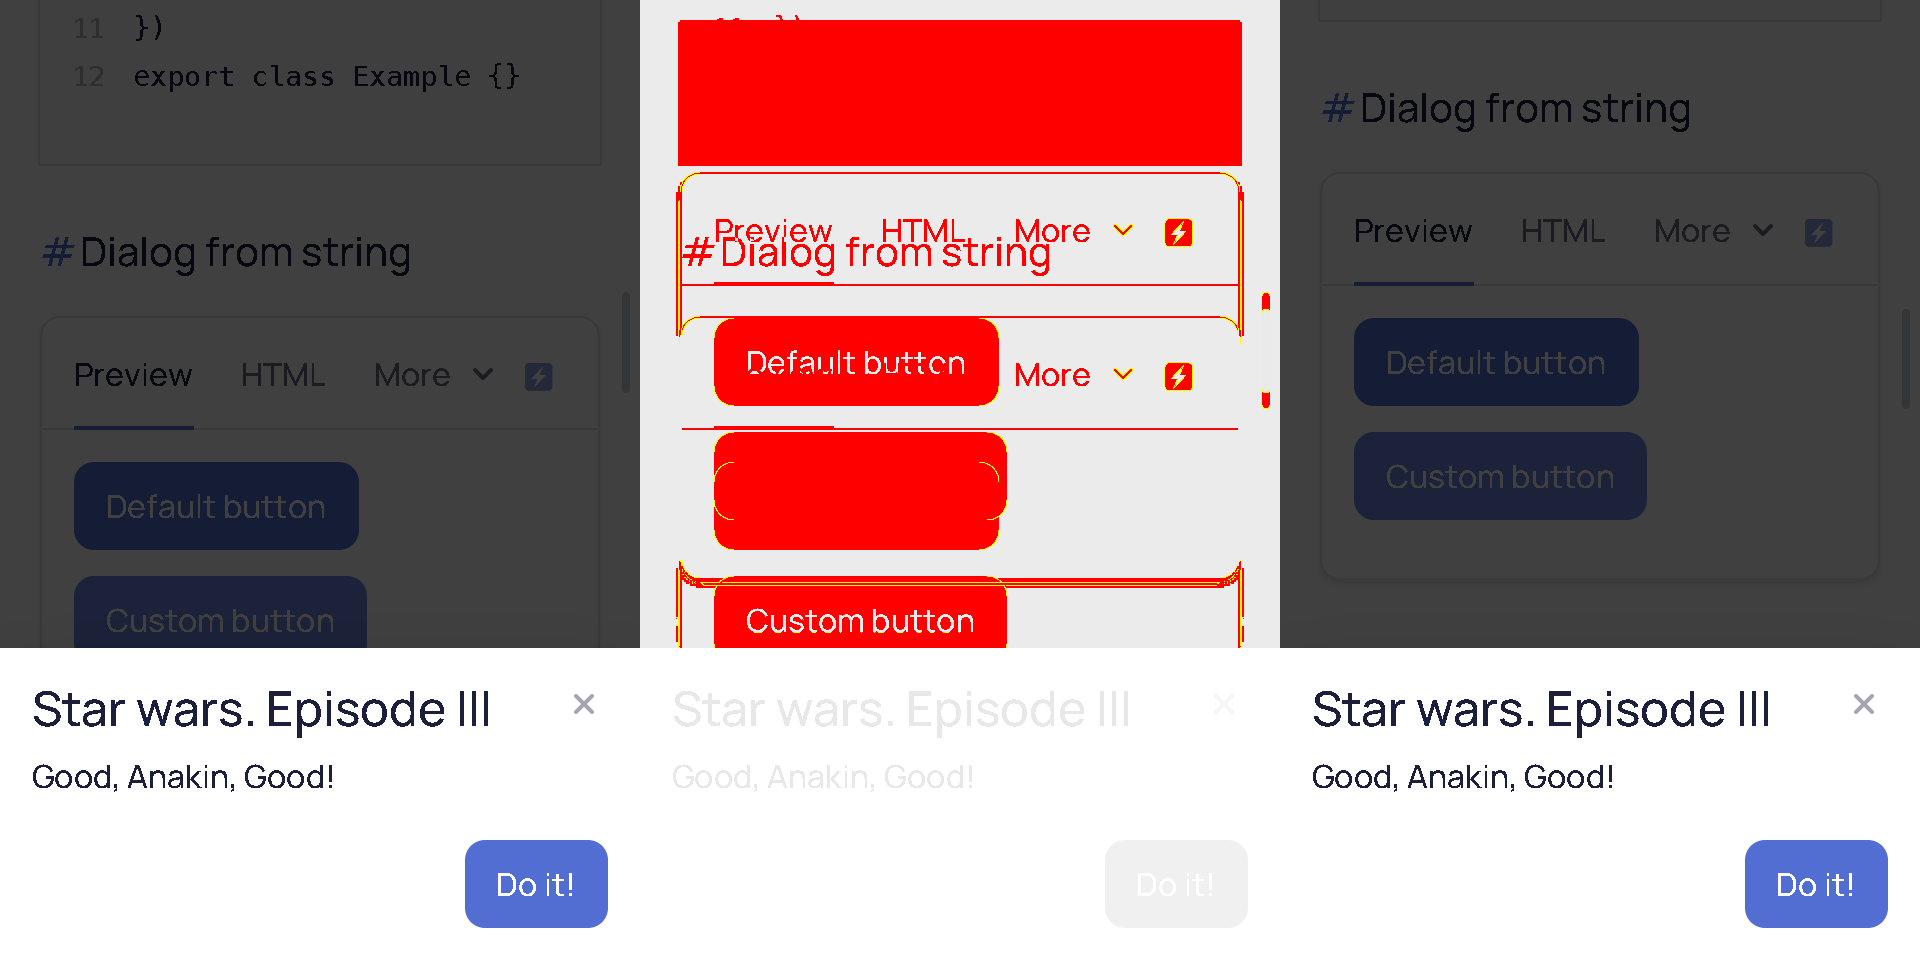 11 })
12 export class Example {}
# Dialog from string
Preview HTML More
Default button
Custom button
Star wars. Episode III
Good, Anakin, Good!
Do it!
Preview HTML More
# Dialog from string
Default button
More
Custom button
Star wars. Episode III
Good, Anakin, Good!
Do it!
# Dialog from string
Preview HTML More
Default button
Custom button
Star wars. Episode III
Good, Anakin, Good!
Do it!